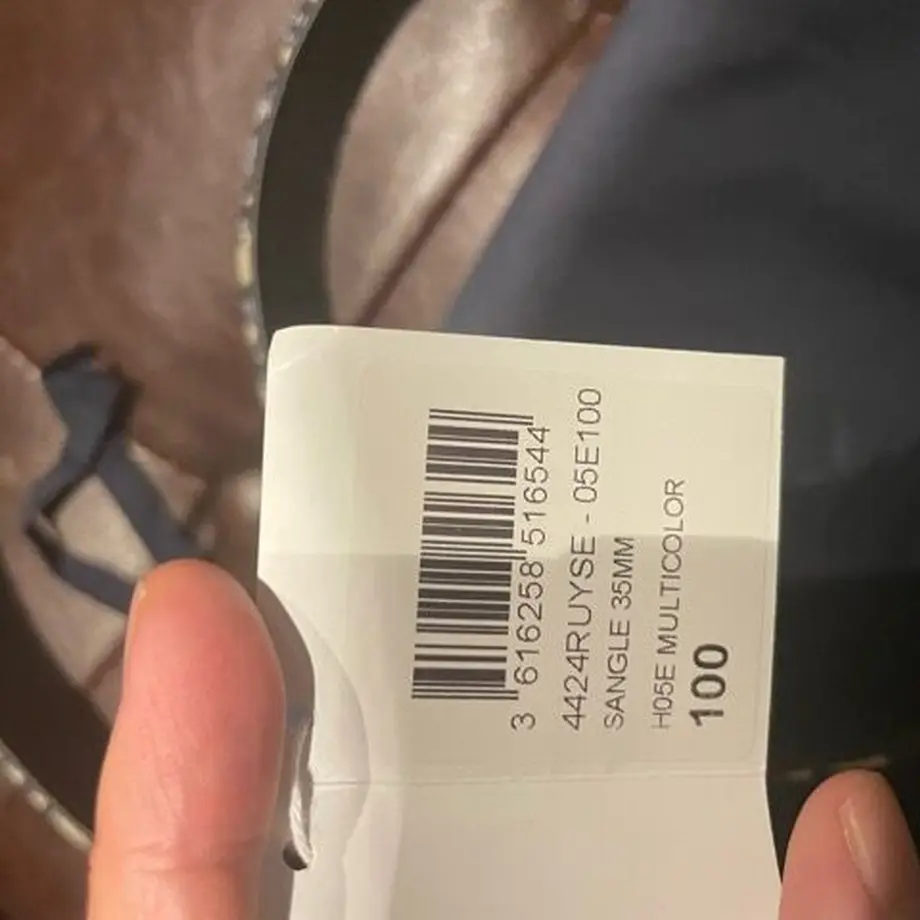 3 616258 516544
4424RUYSE - 05E100
SANGLE 35MM
H05E MULTICOLOR
100